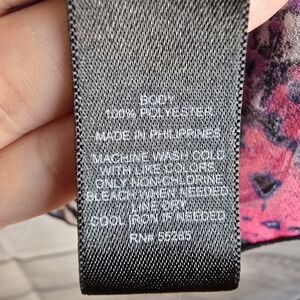 BODY
100% POLYESTER
MADE IN PHILIPPINES
MACHINE WASH COLD
WITH LIKE COLORS
ONLY NON-CHLORINE
BLEACH WHEN NEEDED
LINE DRY
COOL IRON IF NEEDED
RN# 55285